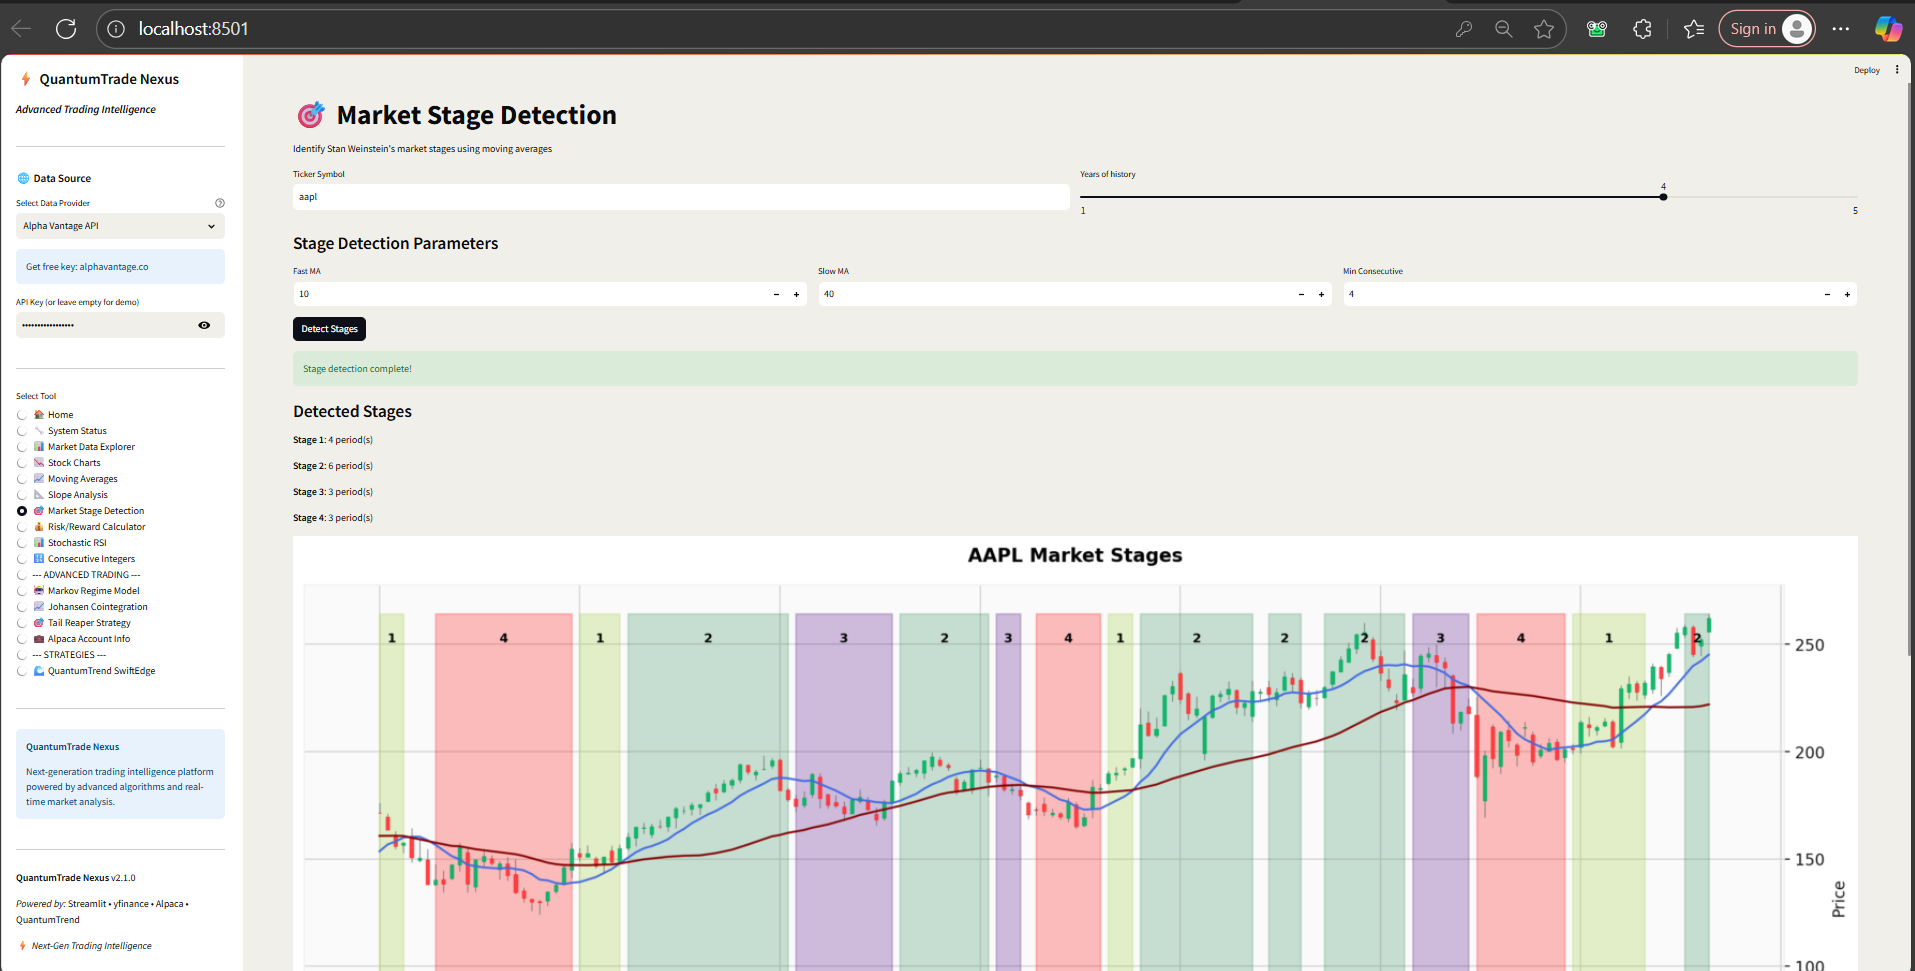 localhost:8501
Sign in
QuantumTrade Nexus
Advanced Trading Intelligence
Data Source
Select Data Provider
Alpha Vantage API
Get free key: alphavantage.co
API Key (or leave empty for demo)
••••••••••••••••
Select Tool
Home
System Status
Market Data Explorer
Stock Charts
Moving Averages
Slope Analysis
Market Stage Detection
Risk/Reward Calculator
Stochastic RSI
Consecutive Integers
--- ADVANCED TRADING ---
Markov Regime Model
Johansen Cointegration
Tail Reaper Strategy
Alpaca Account Info
--- STRATEGIES ---
QuantumTrend SwiftEdge
QuantumTrade Nexus
Next-generation trading intelligence platform
powered by advanced algorithms and real-
time market analysis.
QuantumTrade Nexus v2.1.0
Powered by: Streamlit • yfinance • Alpaca •
QuantumTrend
Next-Gen Trading Intelligence
Deploy
Market Stage Detection
Identify Stan Weinstein's market stages using moving averages
Ticker Symbol
aapl
Years of history
4
1
5
Stage Detection Parameters
Fast MA
10
Slow MA
40
Min Consecutive
4
Detect Stages
Stage detection complete!
Detected Stages
Stage 1: 4 period(s)
Stage 2: 6 period(s)
Stage 3: 3 period(s)
Stage 4: 3 period(s)
AAPL Market Stages
1 4 1 2 3 2 3 4 1 2 2 2 3 4 1 2
250
200
150
100
Price